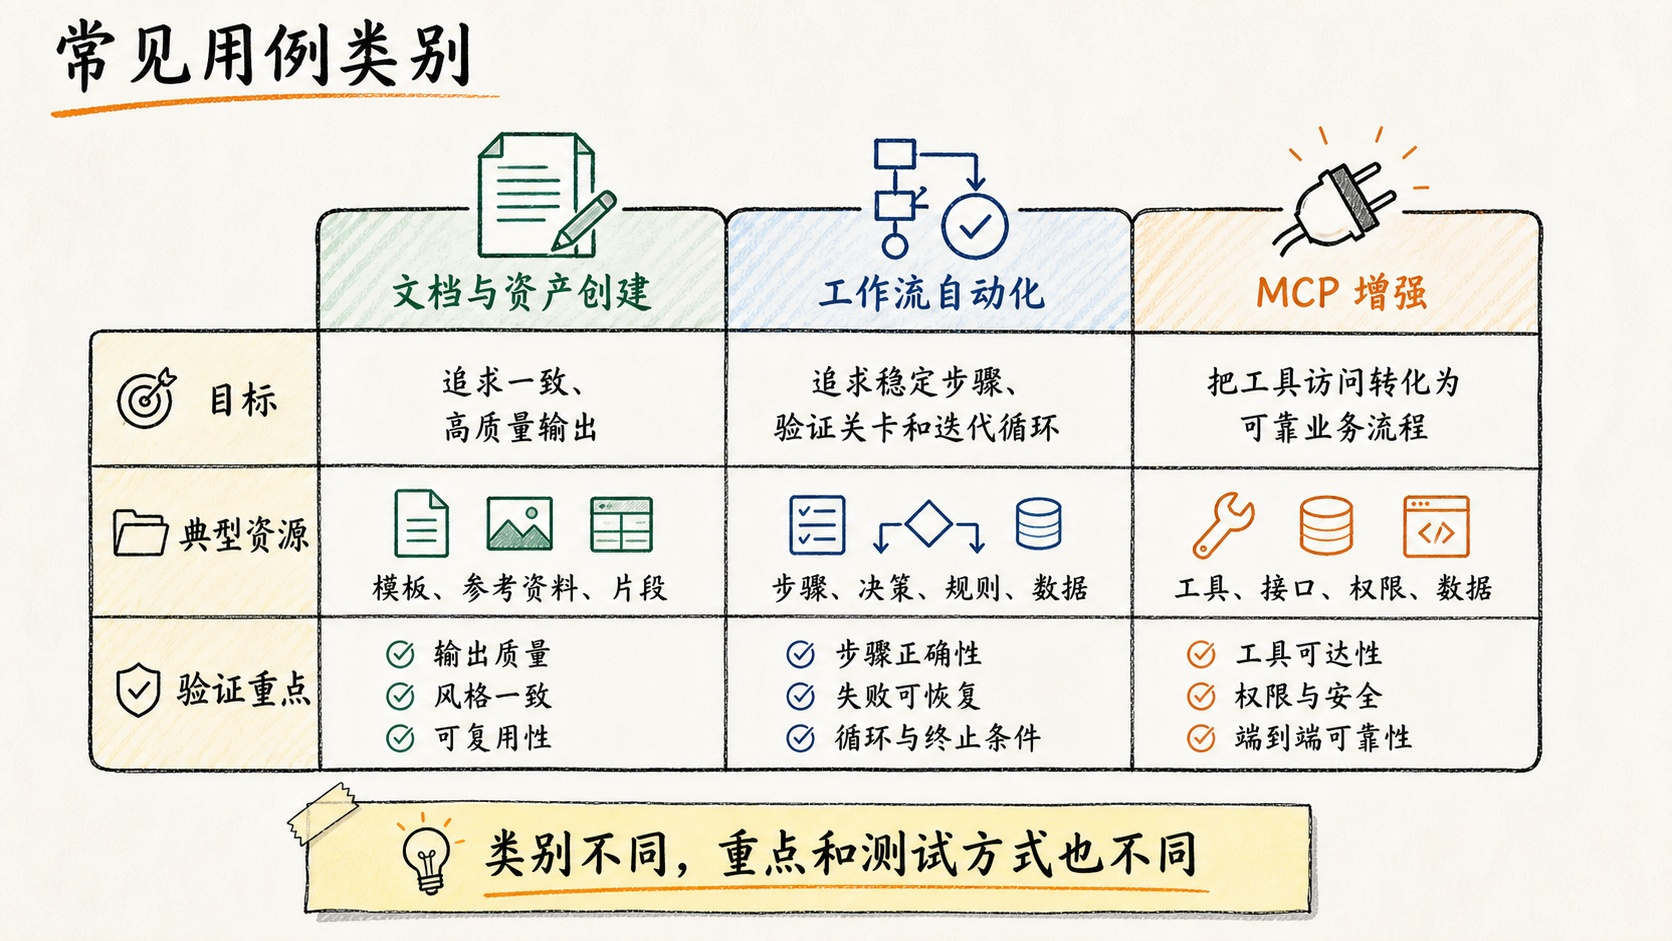 常见用例类别
文档与资产创建
工作流自动化
MCP 增强
目标
追求一致、
高质量输出
追求稳定步骤、
验证关卡和迭代循环
把工具访问转化为
可靠业务流程
典型资源
模板、参考资料、片段
步骤、决策、规则、数据
工具、接口、权限、数据
验证重点
输出质量
风格一致
可复用性
步骤正确性
失败可恢复
循环与终止条件
工具可达性
权限与安全
端到端可靠性
类别不同，重点和测试方式也不同